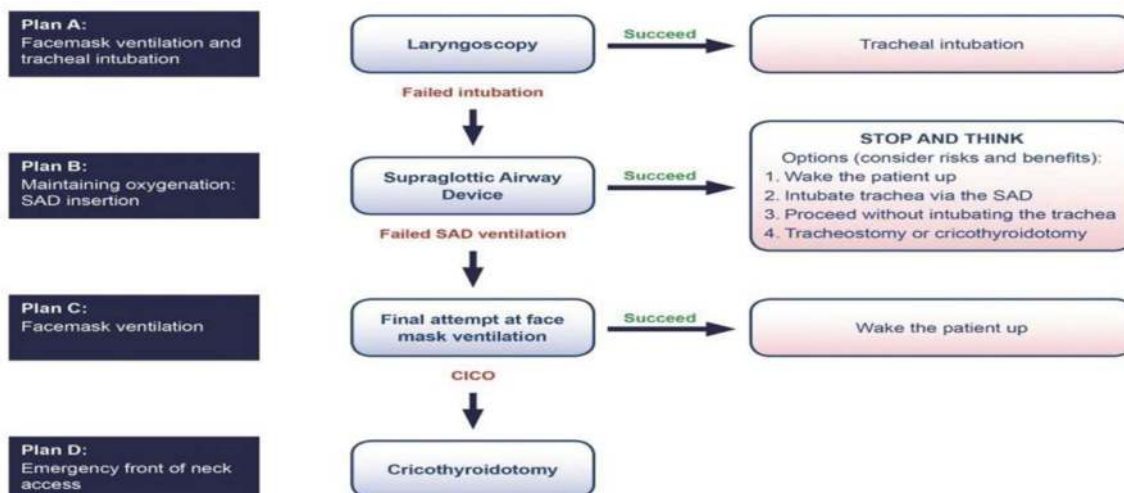 Plan A:
Facemask ventilation and
tracheal intubation
Laryngoscopy
Succeed
Tracheal intubation
Failed intubation
Plan B:
Maintaining oxygenation:
SAD insertion
Supraglottic Airway
Device
Succeed
STOP AND THINK
Options (consider risks and benefits):
1. Wake the patient up
2. Intubate trachea via the SAD
3. Proceed without intubating the trachea
4. Tracheostomy or cricothyroidotomy
Failed SAD ventilation
Plan C:
Facemask ventilation
Final attempt at face
mask ventilation
Succeed
Wake the patient up
CICO
Plan D:
Emergency front of neck
access
Cricothyroidotomy